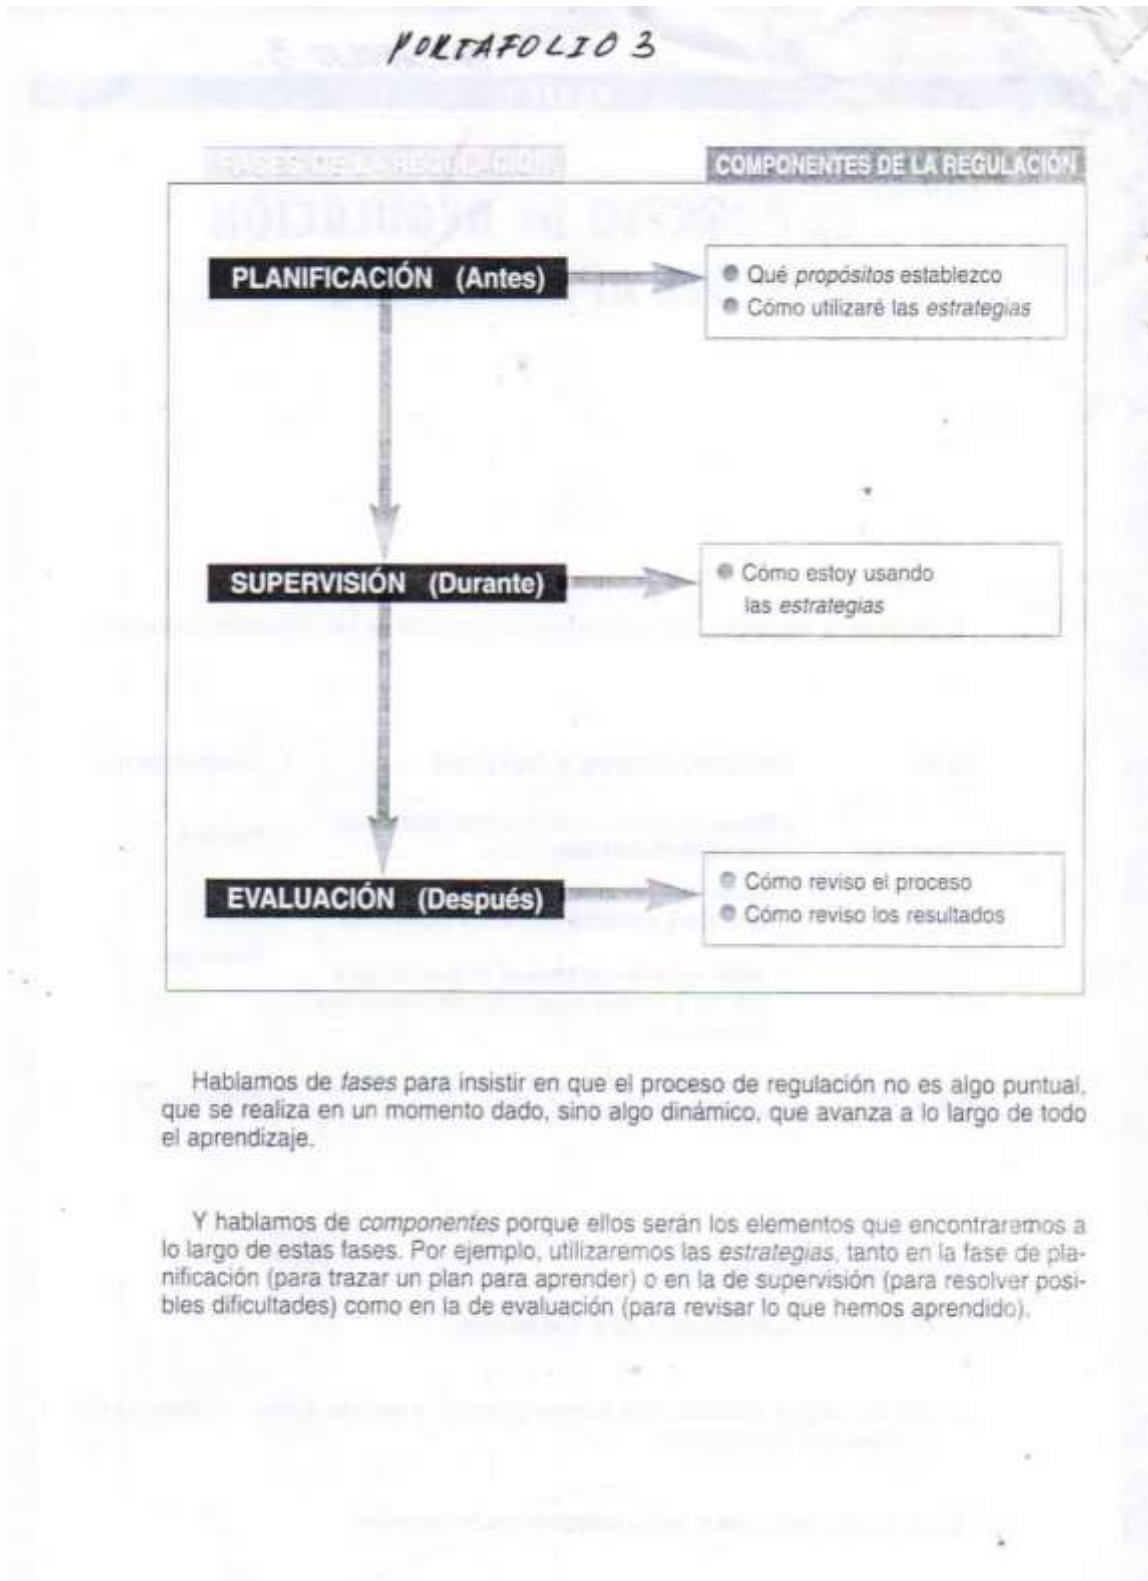 PORTAFOLIO 3
FASES DE LA REGULACIÓN
COMPONENTES DE LA REGULACIÓN
PLANIFICACIÓN (Antes)
Qué propósitos establezco
Cómo utilizaré las estrategias
SUPERVISIÓN (Durante)
Cómo estoy usando
las estrategias
EVALUACIÓN (Después)
Cómo reviso el proceso
Cómo reviso los resultados
Hablamos de fases para insistir en que el proceso de regulación no es algo puntual,
que se realiza en un momento dado, sino algo dinámico, que avanza a lo largo de todo
el aprendizaje.
Y hablamos de componentes porque ellos serán los elementos que encontraremos a
lo largo de estas fases. Por ejemplo, utilizaremos las estrategias, tanto en la fase de pla-
nificación (para trazar un plan para aprender) o en la de supervisión (para resolver posi-
bles dificultades) como en la de evaluación (para revisar lo que hemos aprendido).